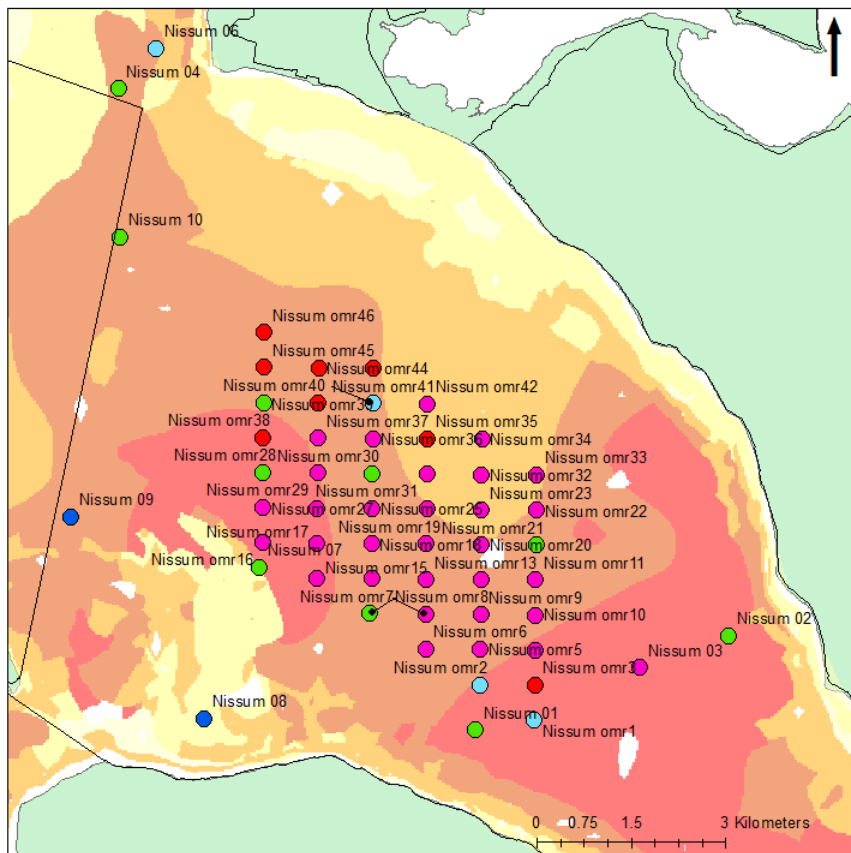 Nissum 06
Nissum 04
Nissum 10
Nissum omr46
Nissum omr45
Nissum omr44
Nissum omr40
Nissum omr41
Nissum omr42
Nissum omr38
Nissum omr37
Nissum omr35
Nissum omr36
Nissum omr34
Nissum omr28
Nissum omr30
Nissum omr33
Nissum omr32
Nissum omr29
Nissum omr31
Nissum omr23
Nissum 09
Nissum omr27
Nissum omr25
Nissum omr22
Nissum omr17
Nissum omr19
Nissum omr21
Nissum omr20
Nissum omr16
Nissum 07
Nissum omr18
Nissum omr15
Nissum omr13
Nissum omr11
Nissum omr7
Nissum omr8
Nissum omr9
Nissum omr10
Nissum 02
Nissum omr6
Nissum omr5
Nissum omr2
Nissum omr3
Nissum 03
Nissum 08
Nissum 01
Nissum omr1
0 0.75 1.5 3 Kilometers